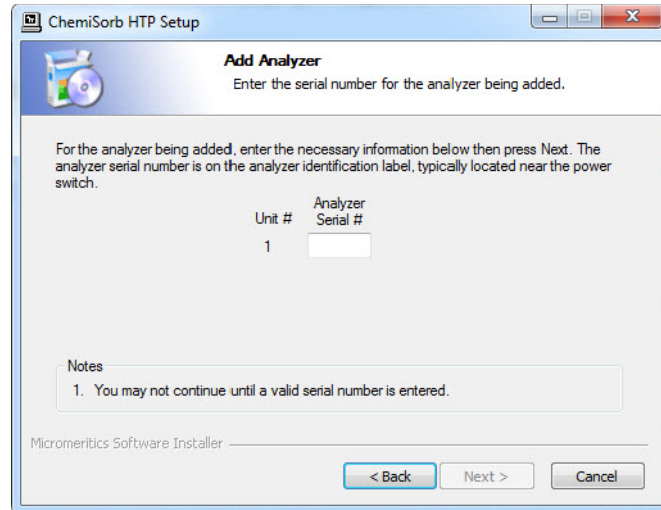 ChemiSorb HTP Setup
Add Analyzer
Enter the serial number for the analyzer being added.
For the analyzer being added, enter the necessary information below then press Next. The
analyzer serial number is on the analyzer identification label, typically located near the power
switch.
Analyzer
Unit # Serial #
1
Notes
1. You may not continue until a valid serial number is entered.
Micromeritics Software Installer
< Back Next > Cancel